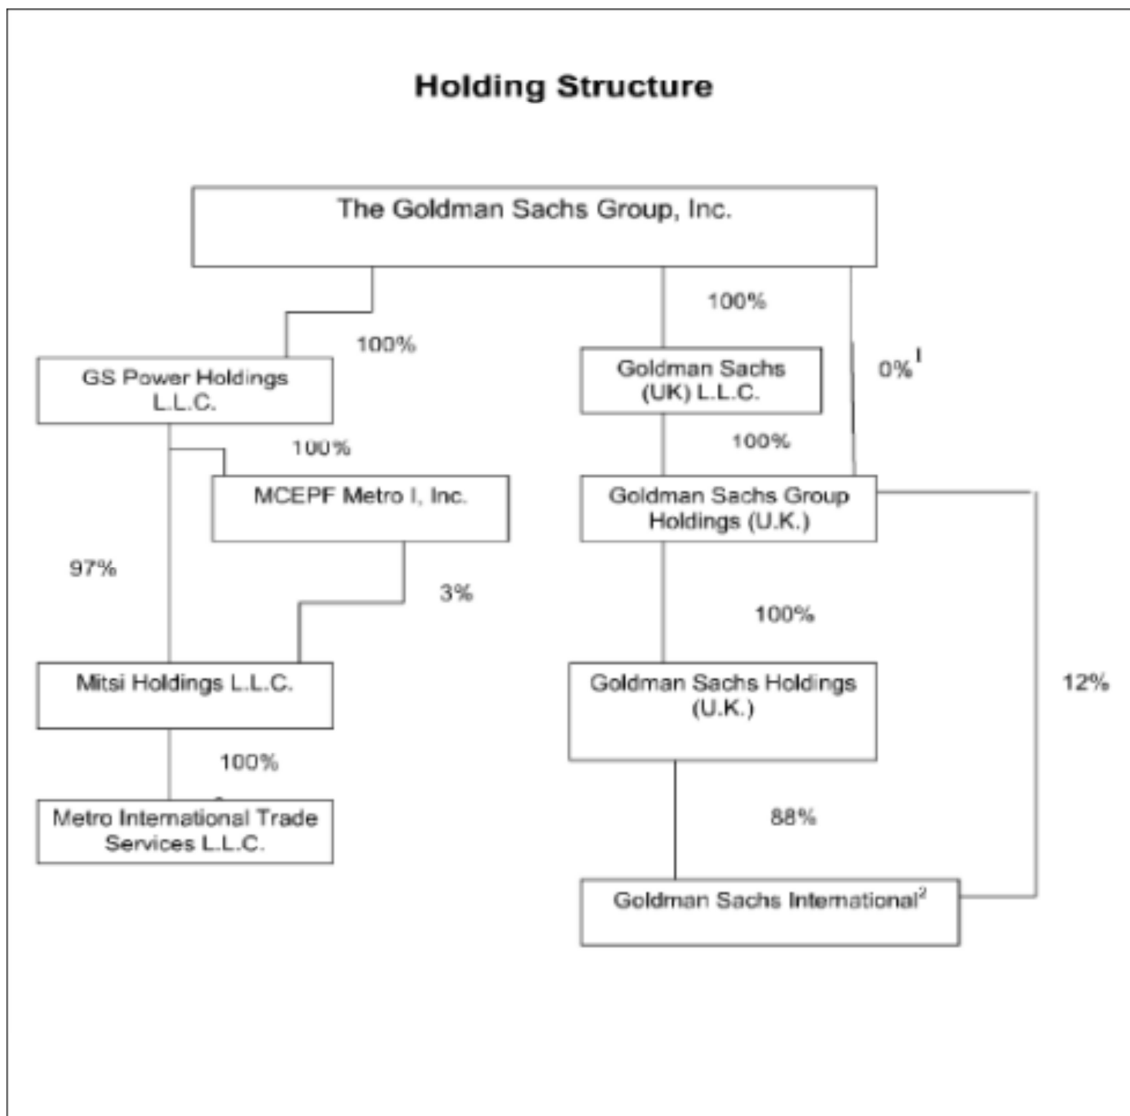 Holding Structure
The Goldman Sachs Group, Inc.
100%
100%
GS Power Holdings
L.L.C.
Goldman Sachs
(UK) L.L.C.
0%1
100%
100%
MCEPF Metro I, Inc.
Goldman Sachs Group
Holdings (U.K.)
97%
3%
100%
Mitsi Holdings L.L.C.
Goldman Sachs Holdings
(U.K.)
12%
100%
Metro International Trade
Services L.L.C.
88%
Goldman Sachs International2